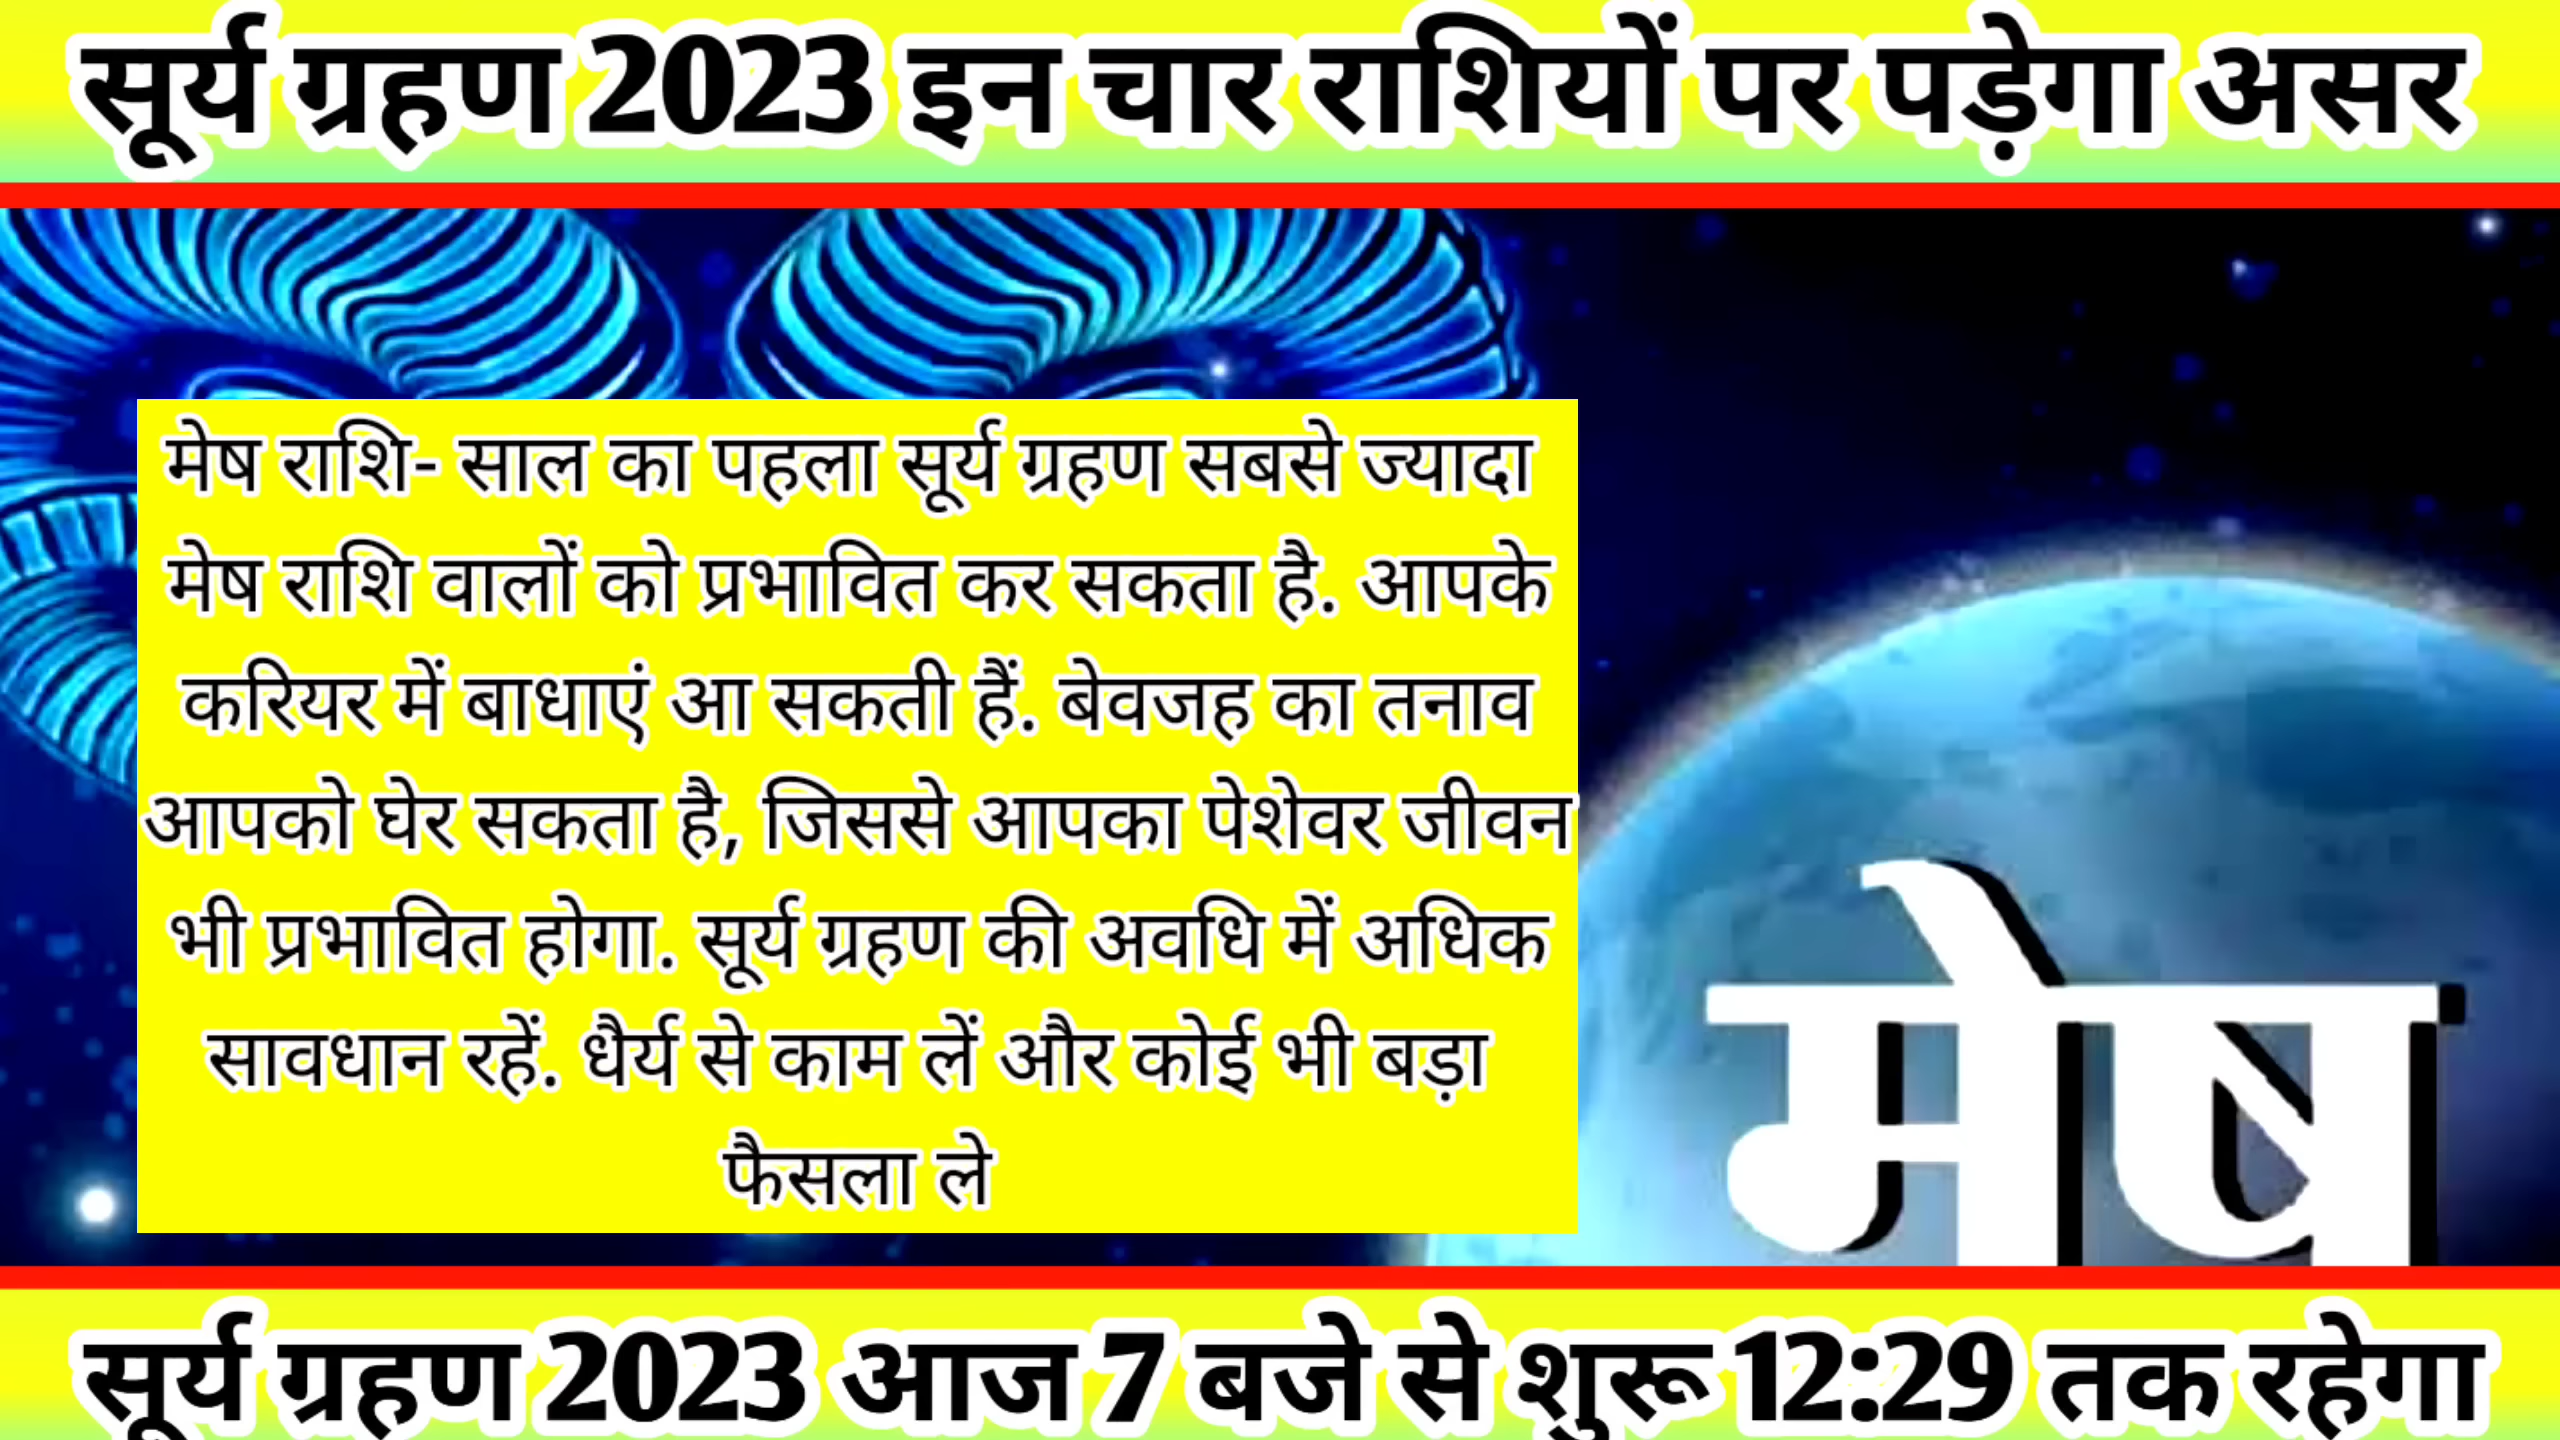 सूर्य ग्रहण 2023 इन चार राशियों पर पड़ेगा असर
मेष राशि- साल का पहला सूर्य ग्रहण सबसे ज्यादा
मेष राशि वालों को प्रभावित कर सकता है. आपके
करियर में बाधाएं आ सकती हैं. बेवजह का तनाव
आपको घेर सकता है, जिससे आपका पेशेवर जीवन
भी प्रभावित होगा. सूर्य ग्रहण की अवधि में अधिक
सावधान रहें. धैर्य से काम लें और कोई भी बड़ा
फैसला ले
मेष
सूर्य ग्रहण 2023 आज 7 बजे से शुरू 12:29 तक रहेगा